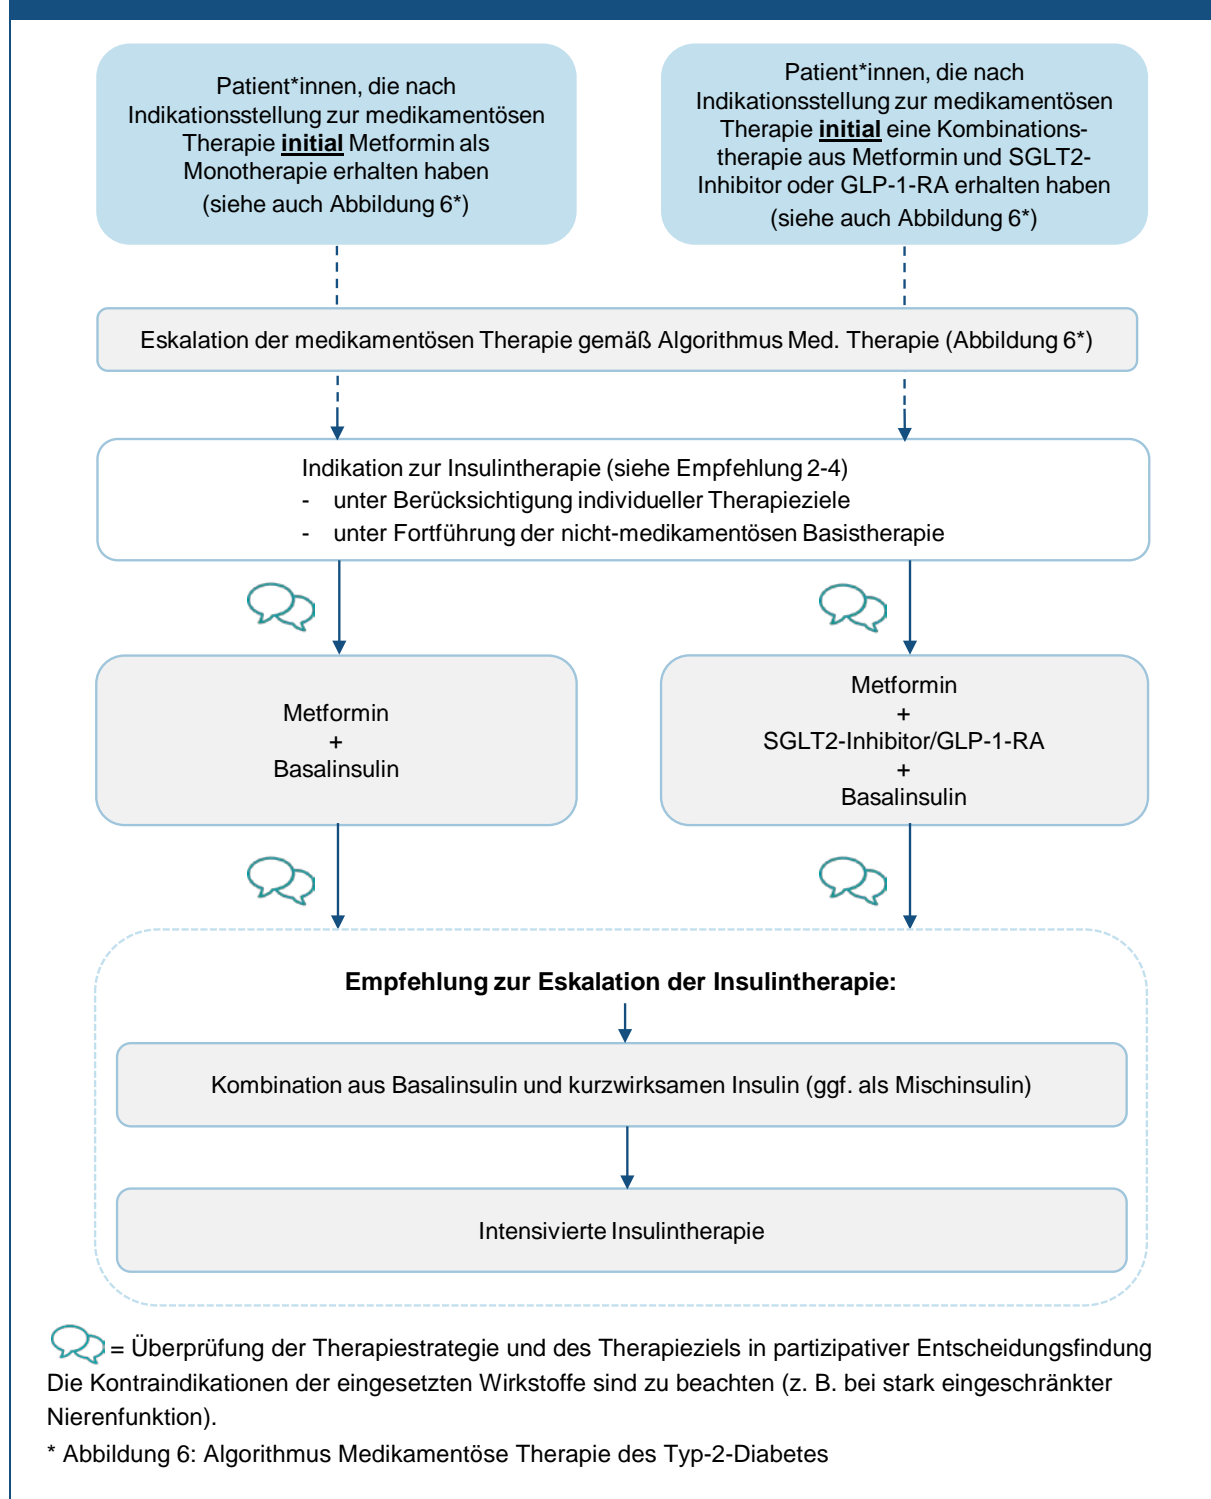 Patient*innen, die nach
Indikationsstellung zur medikamentösen
Therapie initial Metformin als
Monotherapie erhalten haben
(siehe auch Abbildung 6*)
Patient*innen, die nach
Indikationsstellung zur medikamentösen
Therapie initial eine Kombinations-
therapie aus Metformin und SGLT2-
Inhibitor oder GLP-1-RA erhalten haben
(siehe auch Abbildung 6*)
Eskalation der medikamentösen Therapie gemäß Algorithmus Med. Therapie (Abbildung 6*)
Indikation zur Insulintherapie (siehe Empfehlung 2-4)
- unter Berücksichtigung individueller Therapieziele
- unter Fortführung der nicht-medikamentösen Basistherapie
Metformin
+
Basalinsulin
Metformin
+
SGLT2-Inhibitor/GLP-1-RA
+
Basalinsulin
Empfehlung zur Eskalation der Insulintherapie:
Kombination aus Basalinsulin und kurzwirksamen Insulin (ggf. als Mischinsulin)
Intensivierte Insulintherapie
= Überprüfung der Therapiestrategie und des Therapieziels in partizipativer Entscheidungsfindung
Die Kontraindikationen der eingesetzten Wirkstoffe sind zu beachten (z. B. bei stark eingeschränkter
Nierenfunktion).
* Abbildung 6: Algorithmus Medikamentöse Therapie des Typ-2-Diabetes